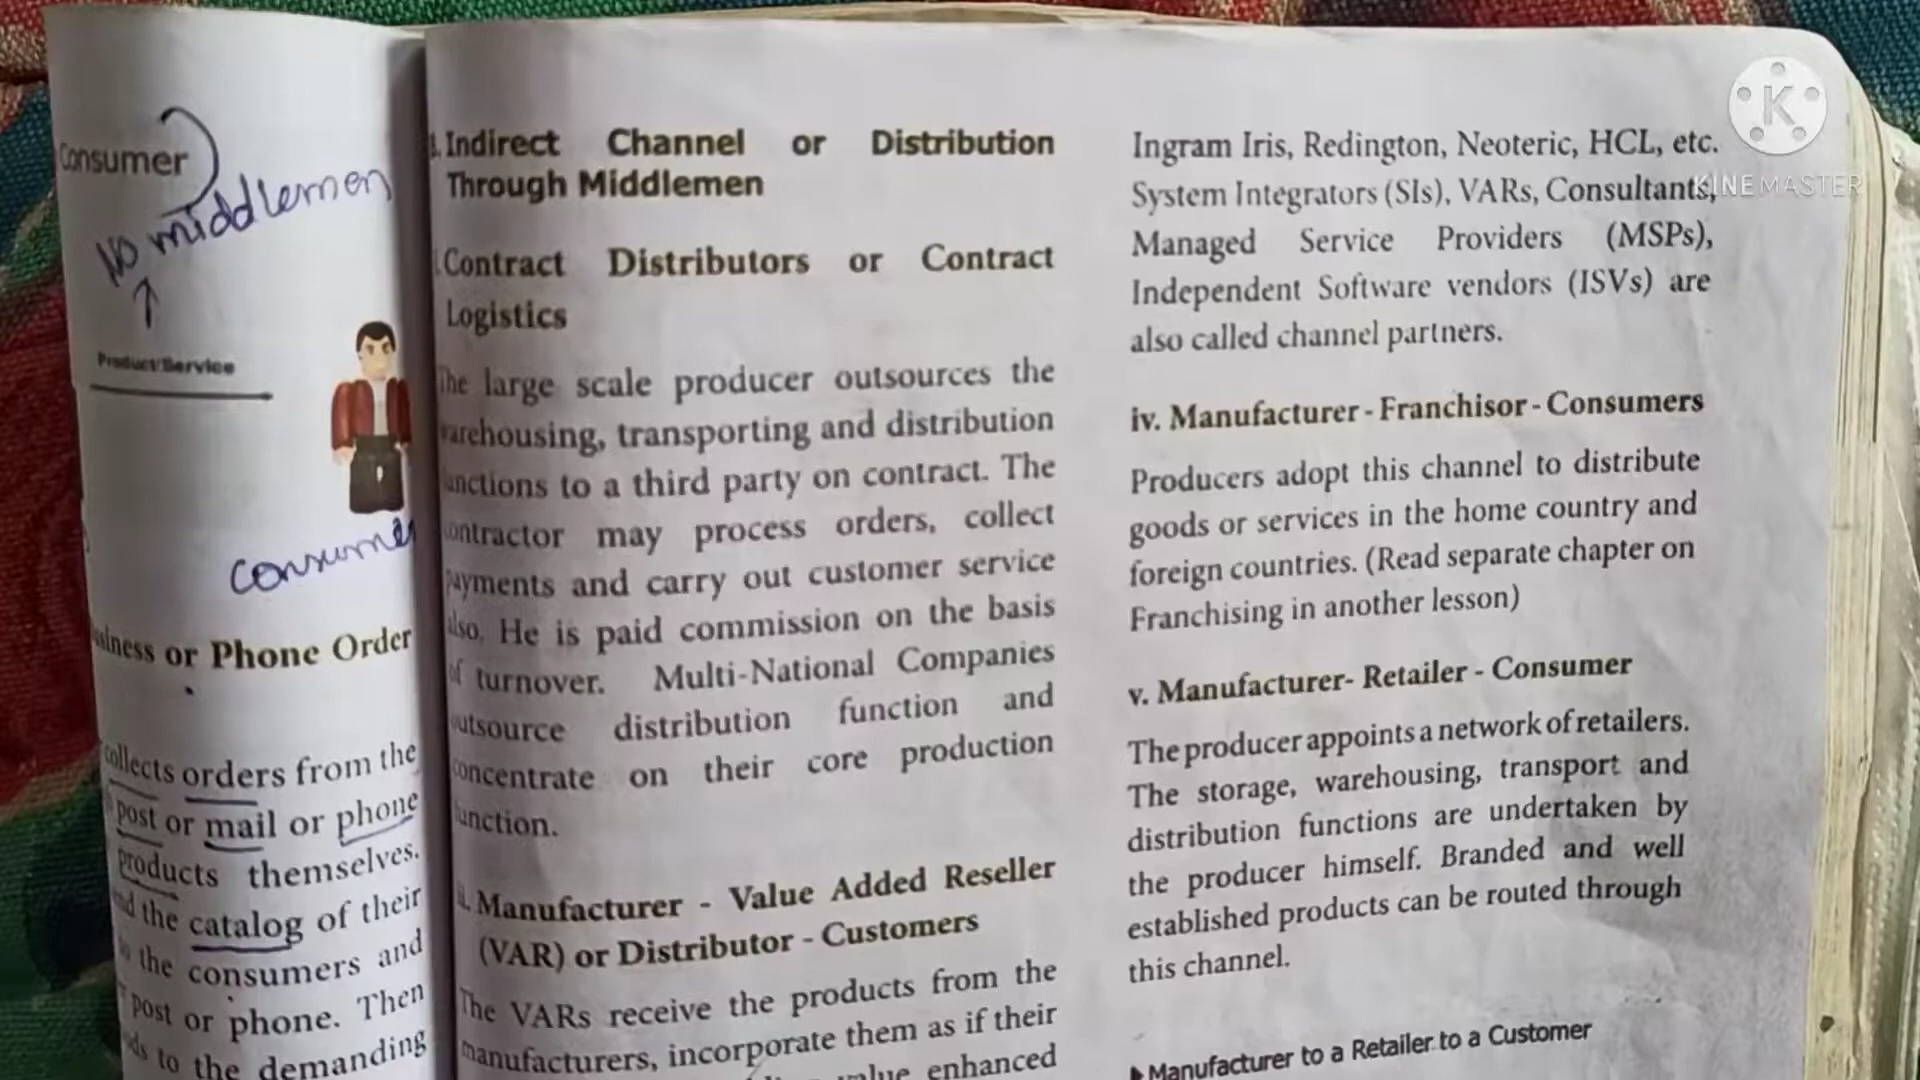 Consumer
No middlemen
Product/Service
consumer
or Phone Order
collects orders from the
post or mail or phone
products themselves.
the catalog of their
the consumers and
post or phone. Then
to the demanding
Indirect Channel or Distribution
Through Middlemen
Contract Distributors or Contract
Logistics
The large scale producer outsources the
warehousing, transporting and distribution
functions to a third party on contract. The
contractor may process orders, collect
payments and carry out customer service
also. He is paid commission on the basis
of turnover. Multi-National Companies
outsource distribution function and
concentrate on their core production
function.
ii. Manufacturer - Value Added Reseller
(VAR) or Distributor - Customers
The VARs receive the products from the
manufacturers, incorporate them as if their
value enhanced
Ingram Iris, Redington, Neoteric, HCL, etc.
System Integrators (SIs), VARs, Consultants,
Managed Service Providers (MSPs),
Independent Software vendors (ISVs) are
also called channel partners.
iv. Manufacturer - Franchisor - Consumers
Producers adopt this channel to distribute
goods or services in the home country and
foreign countries. (Read separate chapter on
Franchising in another lesson)
v. Manufacturer- Retailer - Consumer
The producer appoints a network of retailers.
The storage, warehousing, transport and
distribution functions are undertaken by
the producer himself. Branded and well
established products can be routed through
this channel.
Manufacturer to a Retailer to a Customer
K
KINEMASTER